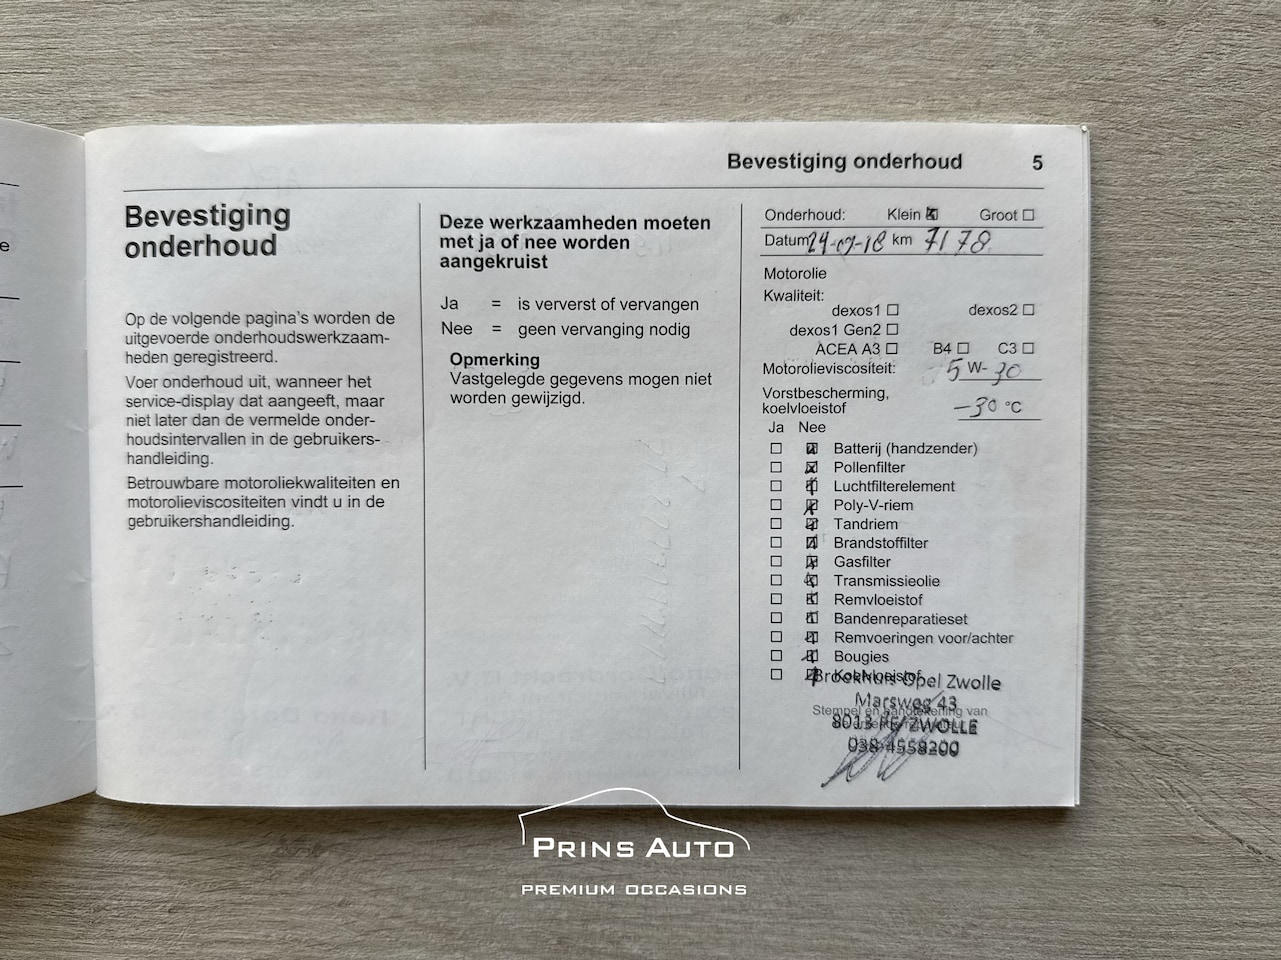 e
Bevestiging onderhoud 5
Bevestiging
onderhoud
Op de volgende pagina's worden de
uitgevoerde onderhoudswerkzaam-
heden geregistreerd.
Voer onderhoud uit, wanneer het
service-display dat aangeeft, maar
niet later dan de vermelde onder-
houdsintervallen in de gebruikers-
handleiding.
Betrouwbare motoroliekwaliteiten en
motorolieviscositeiten vindt u in de
gebruikershandleiding.
Deze werkzaamheden moeten
met ja of nee worden
aangekruist
Ja = is ververst of vervangen
Nee = geen vervanging nodig
Opmerking
Vastgelegde gegevens mogen niet
worden gewijzigd.
Onderhoud: Klein Groot
Datum 24-07-18 km 7178
Motorolie
Kwaliteit:
dexos1 dexos2
dexos1 Gen2
ACEA A3 B4 C3
Motorolieviscositeit: 5 W- 30
Vorstbescherming,
koelvloeistof -30 °C
Ja Nee
Batterij (handzender)
Pollenfilter
Luchtfilterelement
Poly-V-riem
Tandriem
Brandstoffilter
Gasfilter
Transmissieolie
Remvloeistof
Bandenreparatieset
Remvoeringen voor/achter
Bougies
Koelvloeistof
Broekhuis Opel Zwolle
Marsweg 43
Stempel en handtekening van
8013 PE ZWOLLE
038-4558200
PRINS AUTO
PREMIUM OCCASIONS